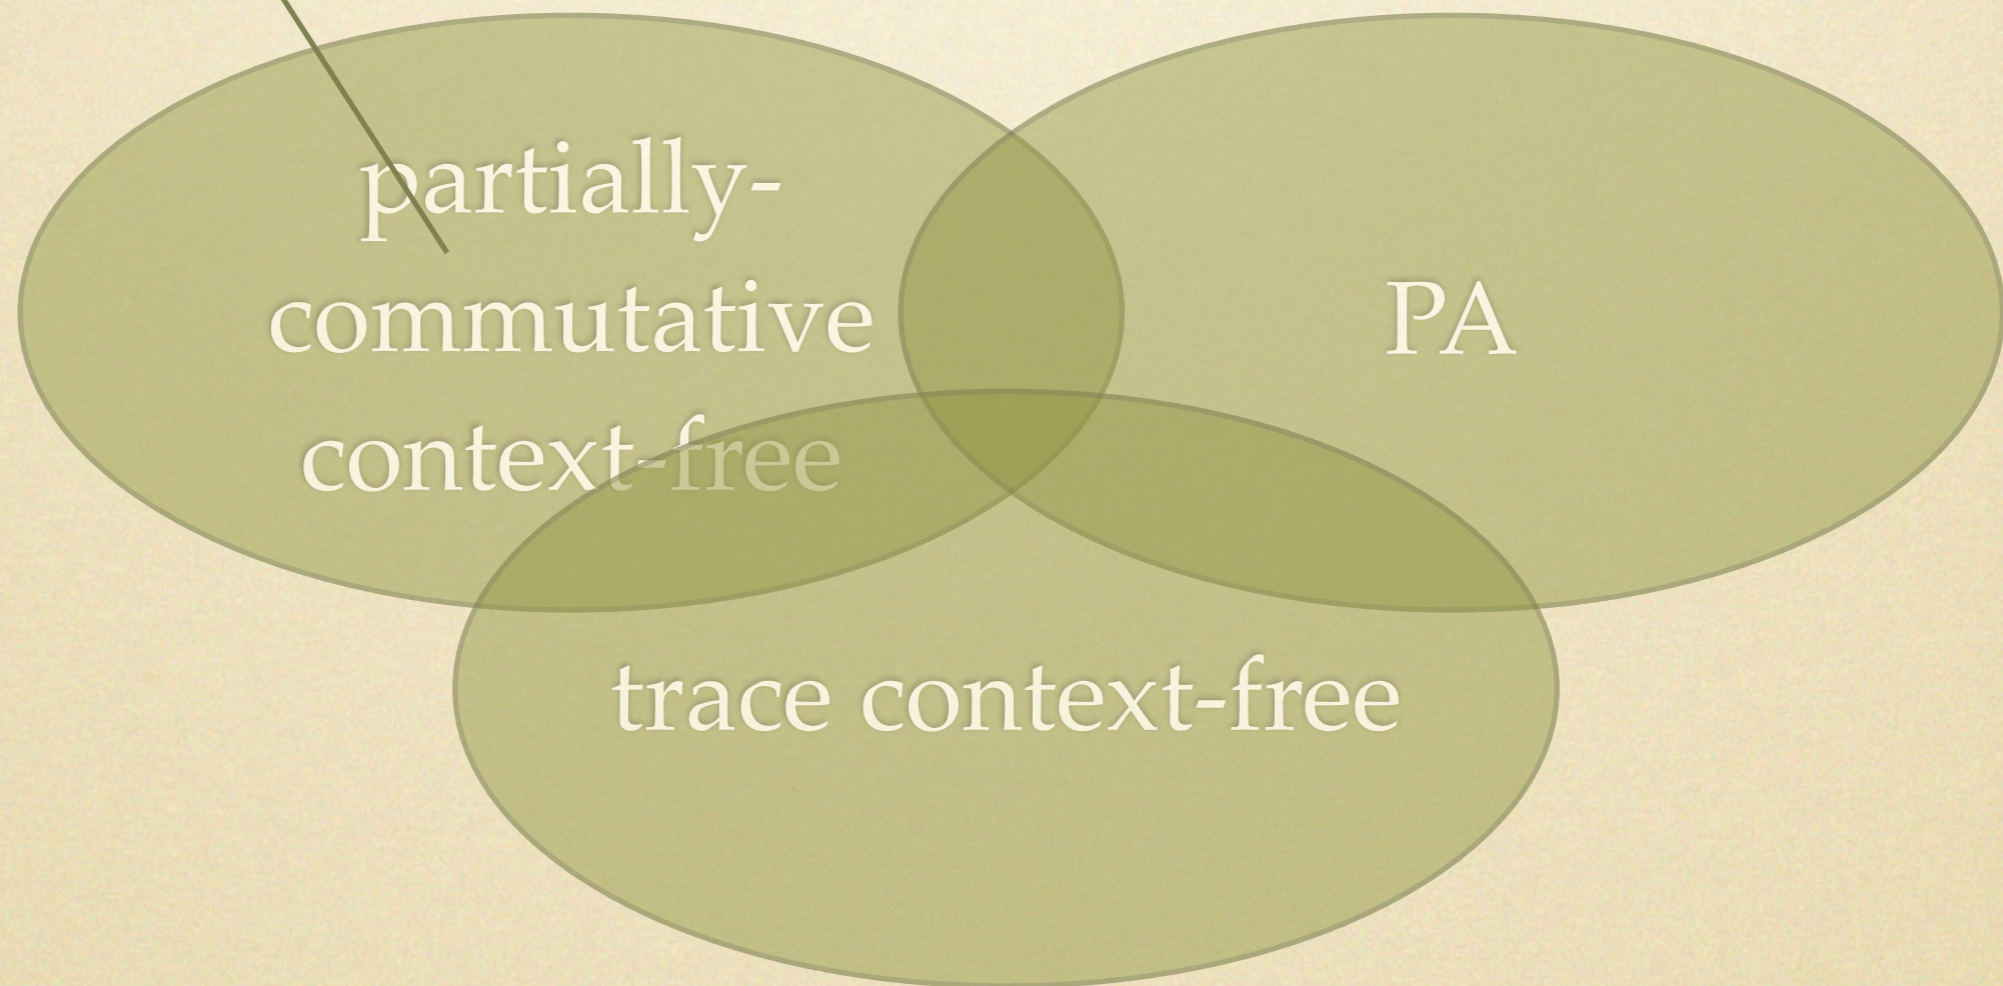 partially-
commutative
context-free
PA
trace context-free